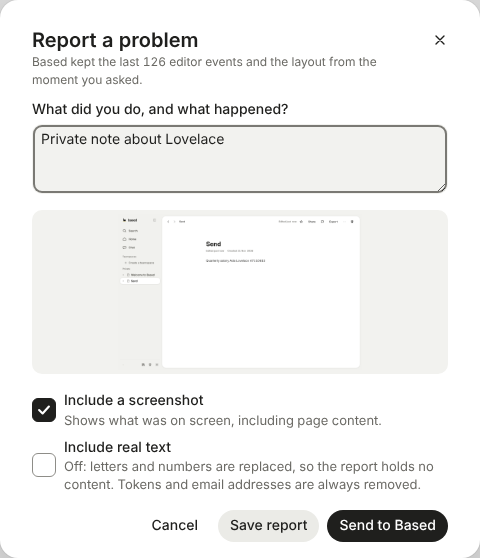 Report a problem
Based kept the last 126 editor events and the layout from the
moment you asked.
What did you do, and what happened?
Private note about Lovelace
Send
Include a screenshot
Shows what was on screen, including page content.
Include real text
Off: letters and numbers are replaced, so the report holds no
content. Tokens and email addresses are always removed.
Cancel
Save report
Send to Based